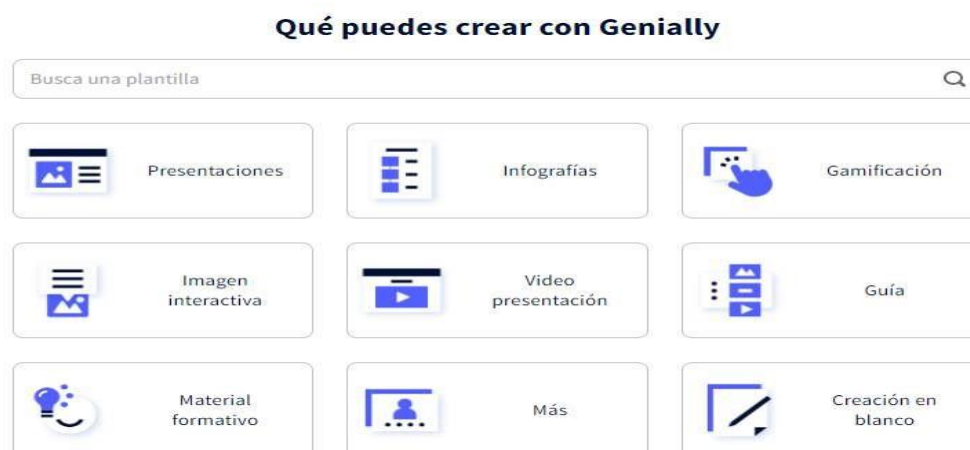 Qué puedes crear con Genially
Busca una plantilla
Presentaciones
Infografías
Gamificación
Imagen
interactiva
Video
presentación
Guía
Material
formativo
Más
Creación en
blanco